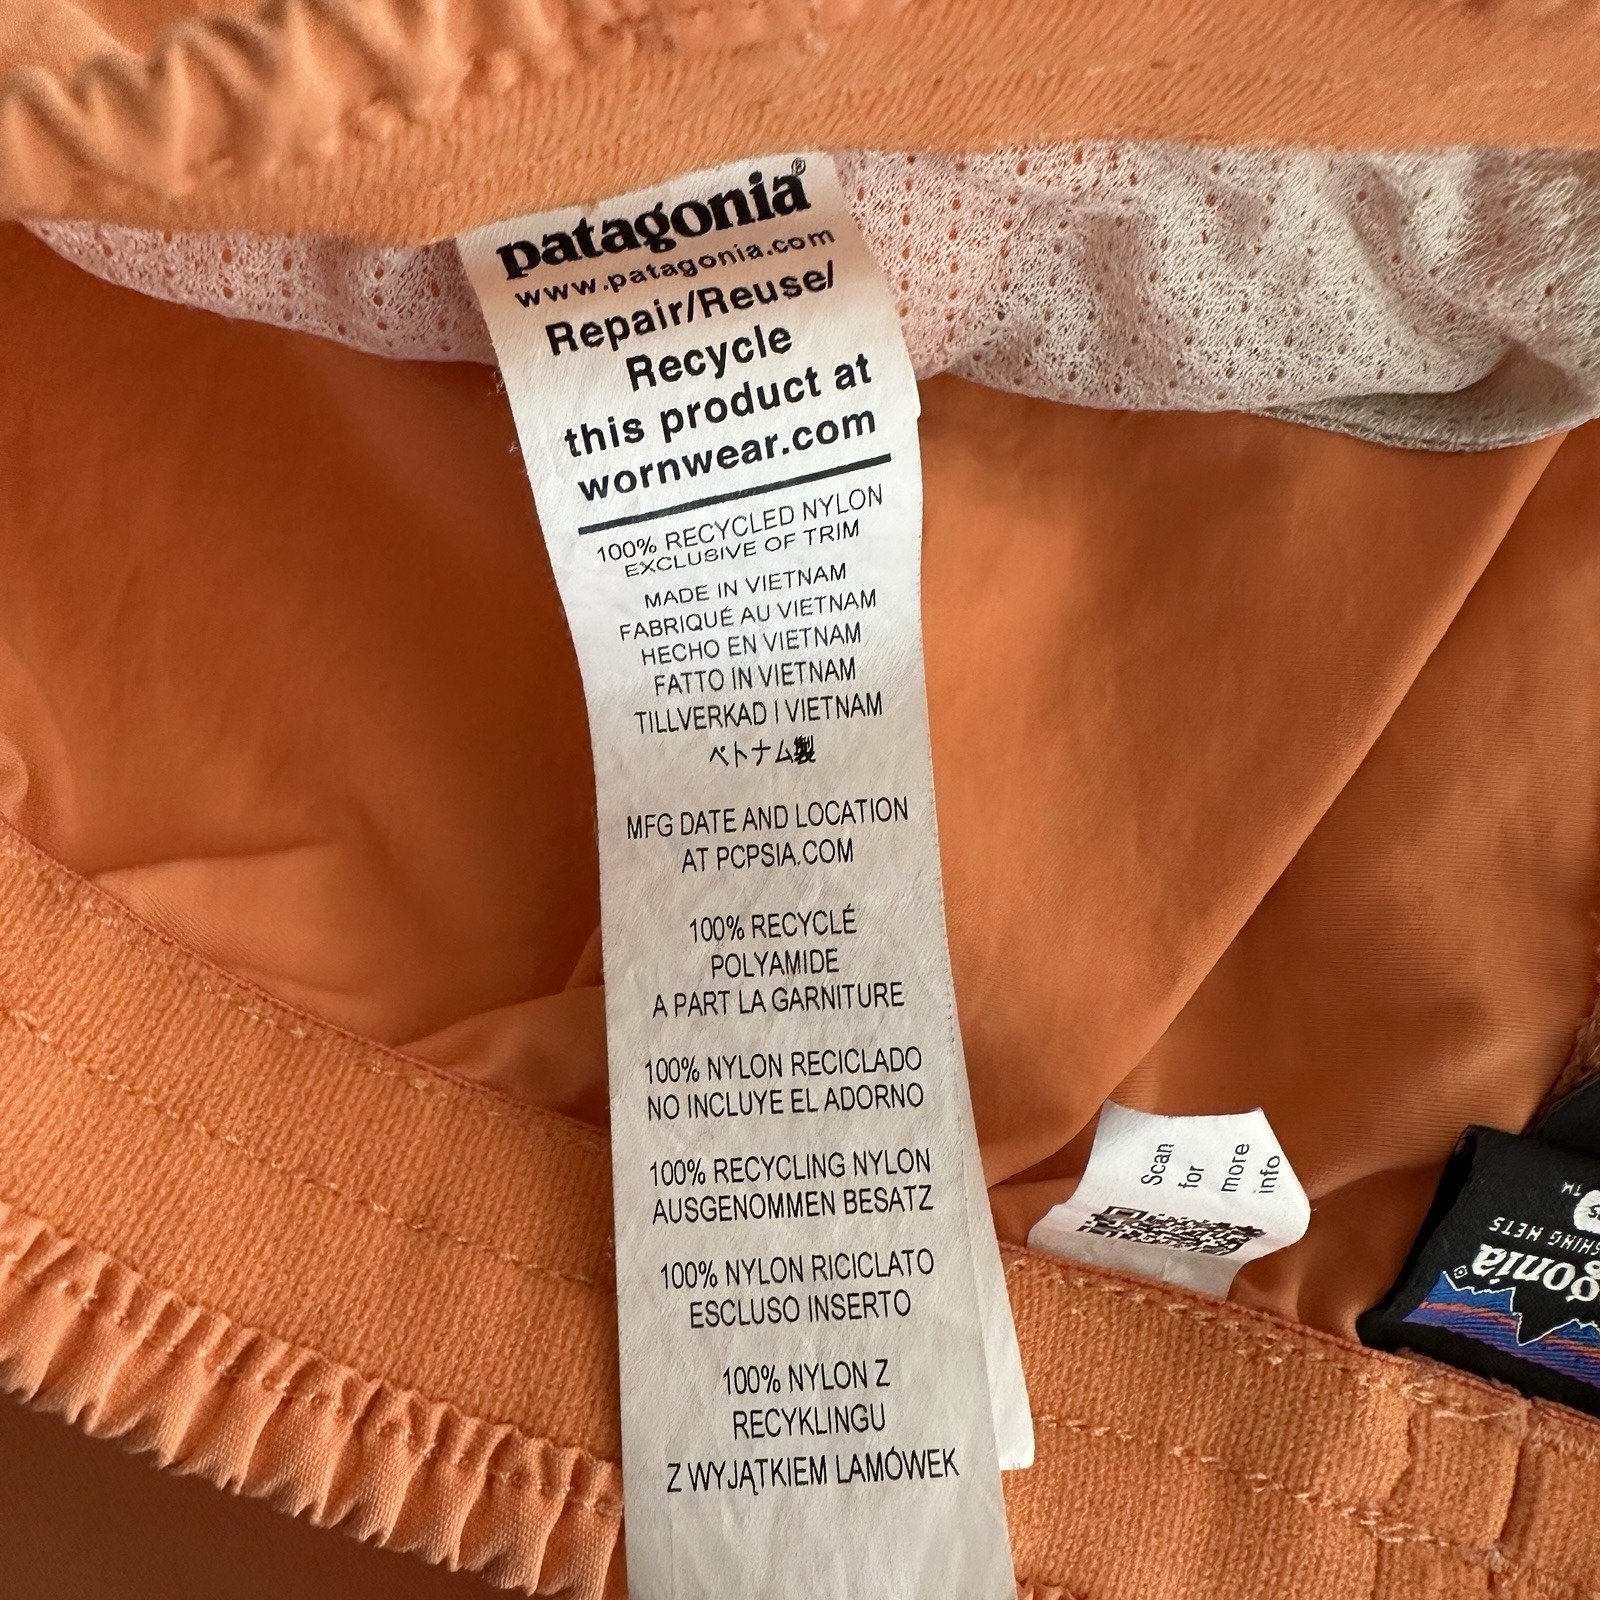 patagonia®
www.patagonia.com
Repair/Reuse/
Recycle
this product at
wornwear.com
100% RECYCLED NYLON
EXCLUSIVE OF TRIM
MADE IN VIETNAM
FABRIQUÉ AU VIETNAM
HECHO EN VIETNAM
FATTO IN VIETNAM
TILLVERKAD I VIETNAM
ベトナム製
MFG DATE AND LOCATION
AT PCPSIA.COM
100% RECYCLÉ
POLYAMIDE
A PART LA GARNITURE
100% NYLON RECICLADO
NO INCLUYE EL ADORNO
100% RECYCLING NYLON
AUSGENOMMEN BESATZ
100% NYLON RICICLATO
ESCLUSO INSERTO
100% NYLON Z
RECYKLINGU
Z WYJĄTKIEM LAMÓWEK
Scan
for
more
info
NETS